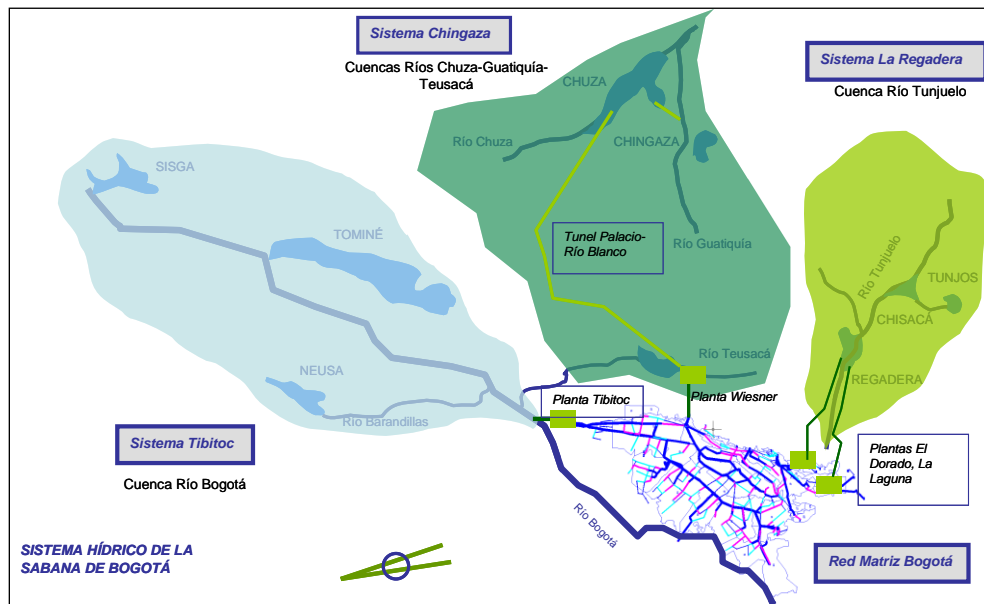 Sistema Chingaza
Cuencas Ríos Chuza-Guatiquía-
Teusacá
Sistema La Regadera
Cuenca Río Tunjuelo
CHUZA
Río Chuza
CHINGAZA
SISGA
TOMINÉ
Tunel Palacio-
Río Blanco
Río Guatiquía
Río Tunjuelo
TUNJOS
CHISACÁ
REGADERA
NEUSA
Río Teusacá
Planta Tibitoc
Planta Wiesner
Río Barandillas
Sistema Tibitoc
Cuenca Río Bogotá
Plantas El
Dorado, La
Laguna
Río Bogotá
SISTEMA HÍDRICO DE LA
SABANA DE BOGOTÁ
Red Matriz Bogotá